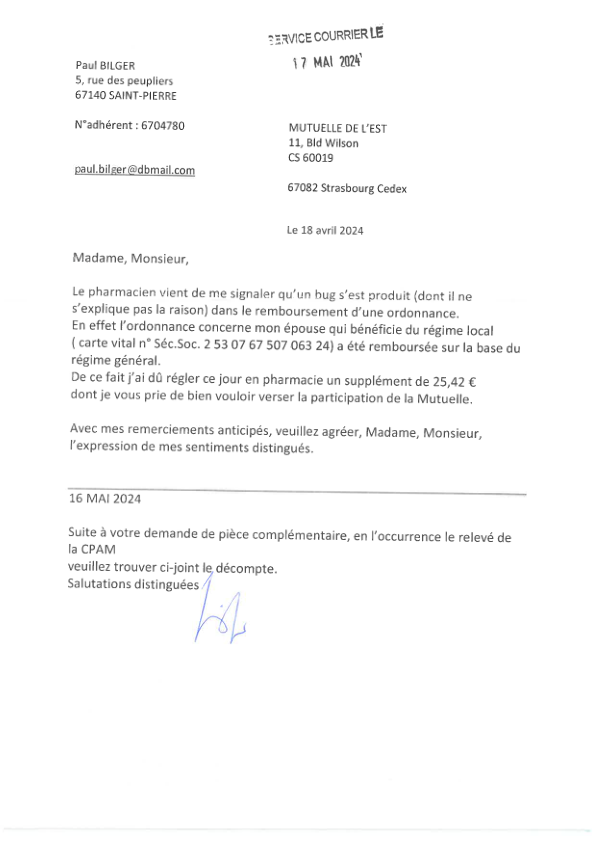 SERVICE COURRIER LE
17 MAI 2024
Paul BILGER
5, rue des peupliers
67140 SAINT-PIERRE
N°adhérent : 6704780
MUTUELLE DE L'EST
11, Bld Wilson
CS 60019
paul.bilger@dbmail.com
67082 Strasbourg Cedex
Le 18 avril 2024
Madame, Monsieur,
Le pharmacien vient de me signaler qu'un bug s'est produit (dont il ne
s'explique pas la raison) dans le remboursement d'une ordonnance.
En effet l'ordonnance concerne mon épouse qui bénéficie du régime local
( carte vital n° Séc.Soc. 2 53 07 67 507 063 24) a été remboursée sur la base du
régime général.
De ce fait j'ai dû régler ce jour en pharmacie un supplément de 25,42 €
dont je vous prie de bien vouloir verser la participation de la Mutuelle.
Avec mes remerciements anticipés, veuillez agréer, Madame, Monsieur,
l'expression de mes sentiments distingués.
16 MAI 2024
Suite à votre demande de pièce complémentaire, en l'occurrence le relevé de
la CPAM
veuillez trouver ci-joint le décompte.
Salutations distinguées